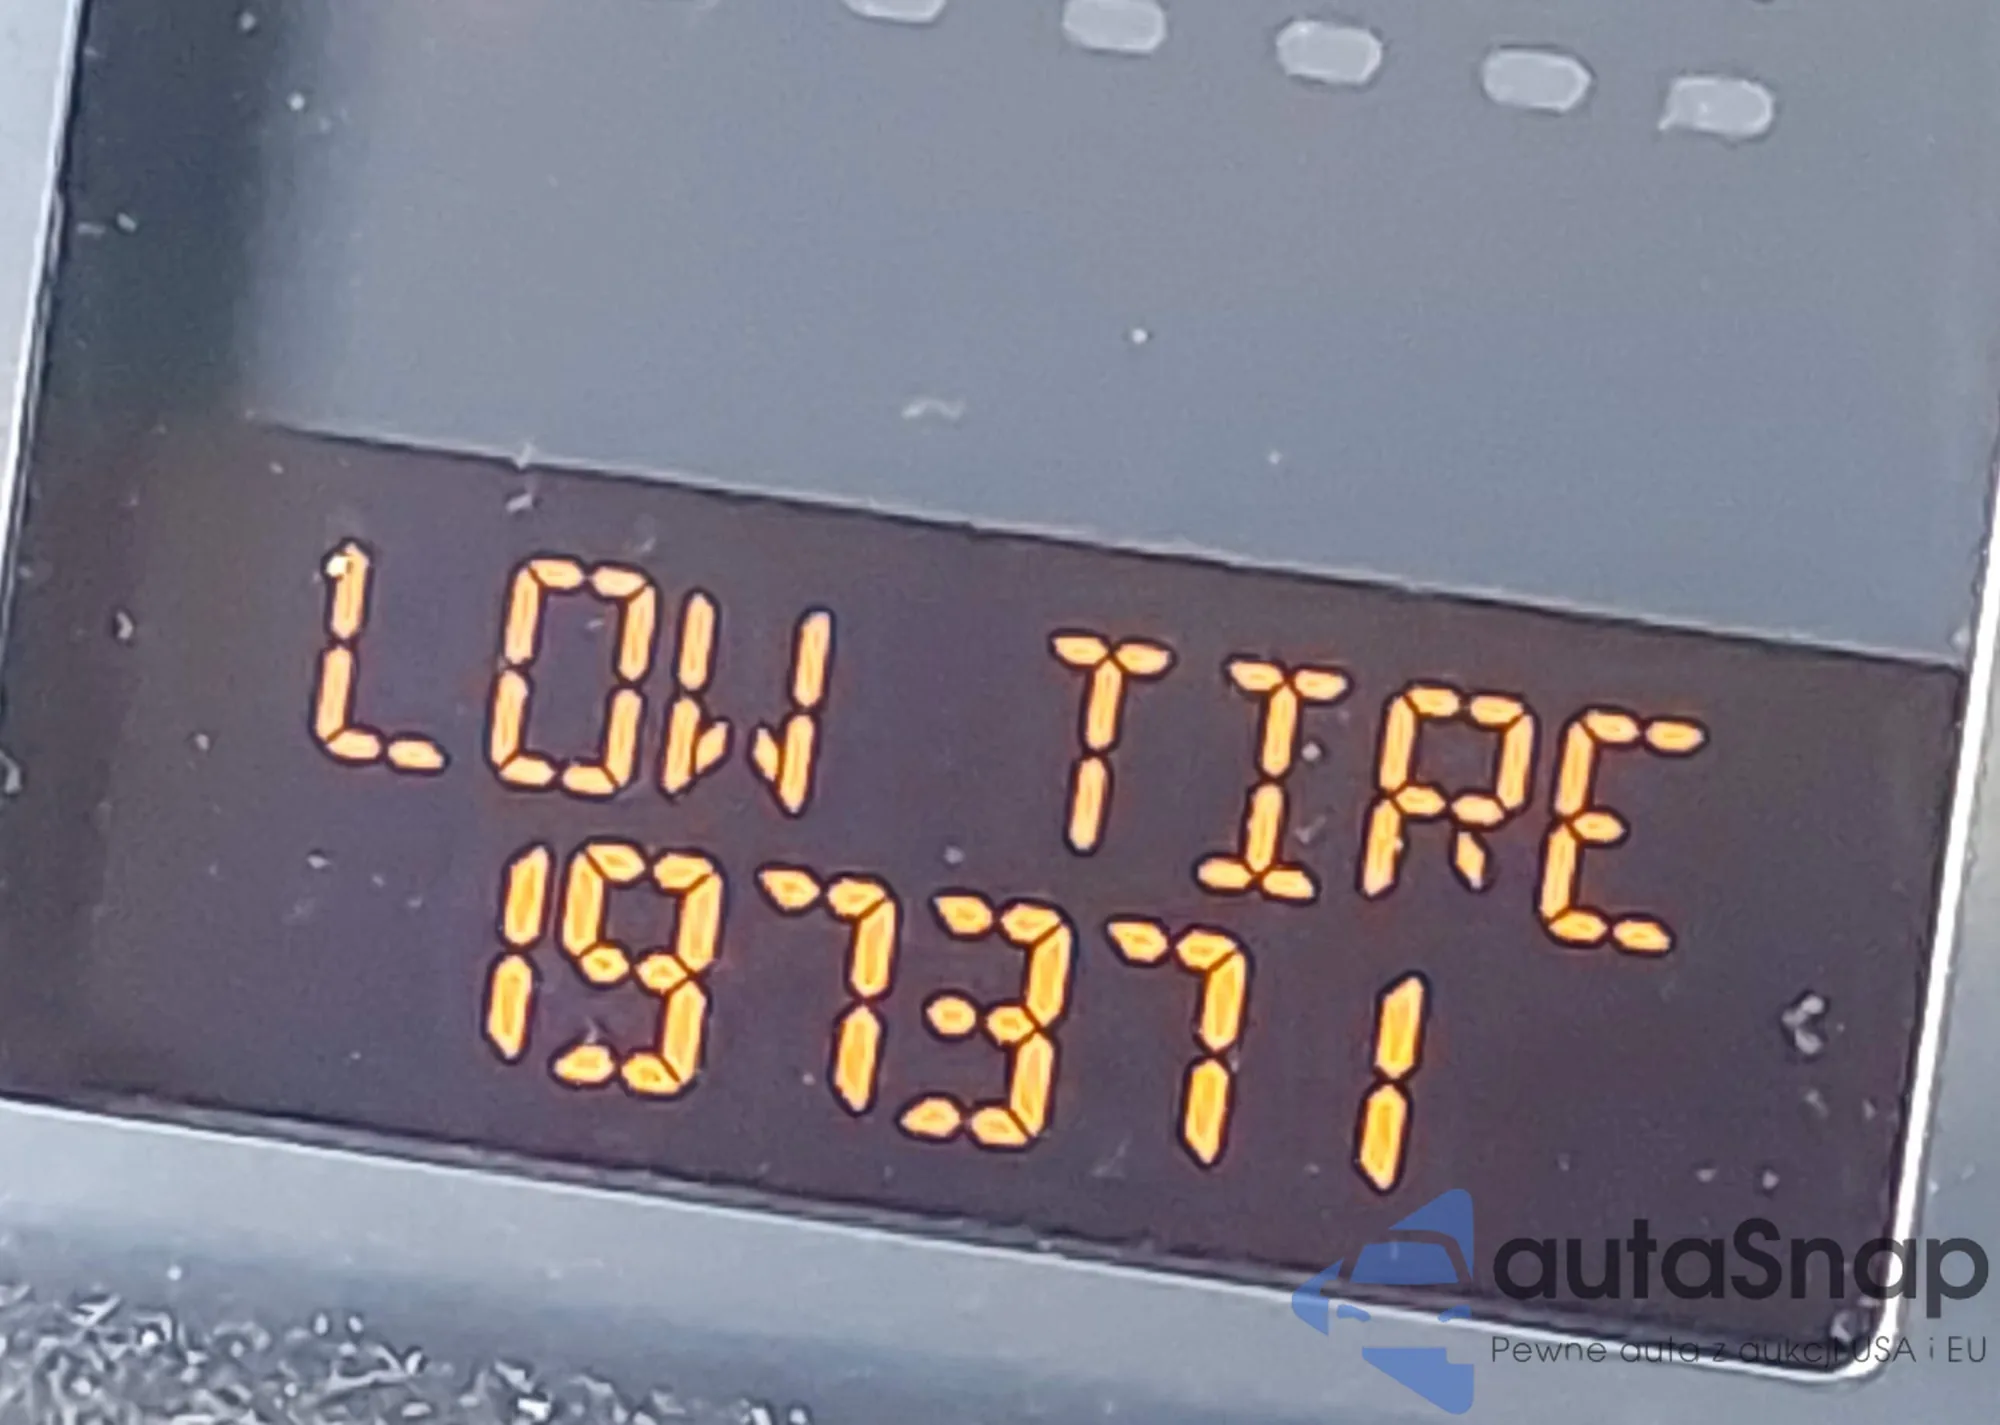 LOW TIRE
197371
autaSnap
Pewne auta z aukcji USA i EU